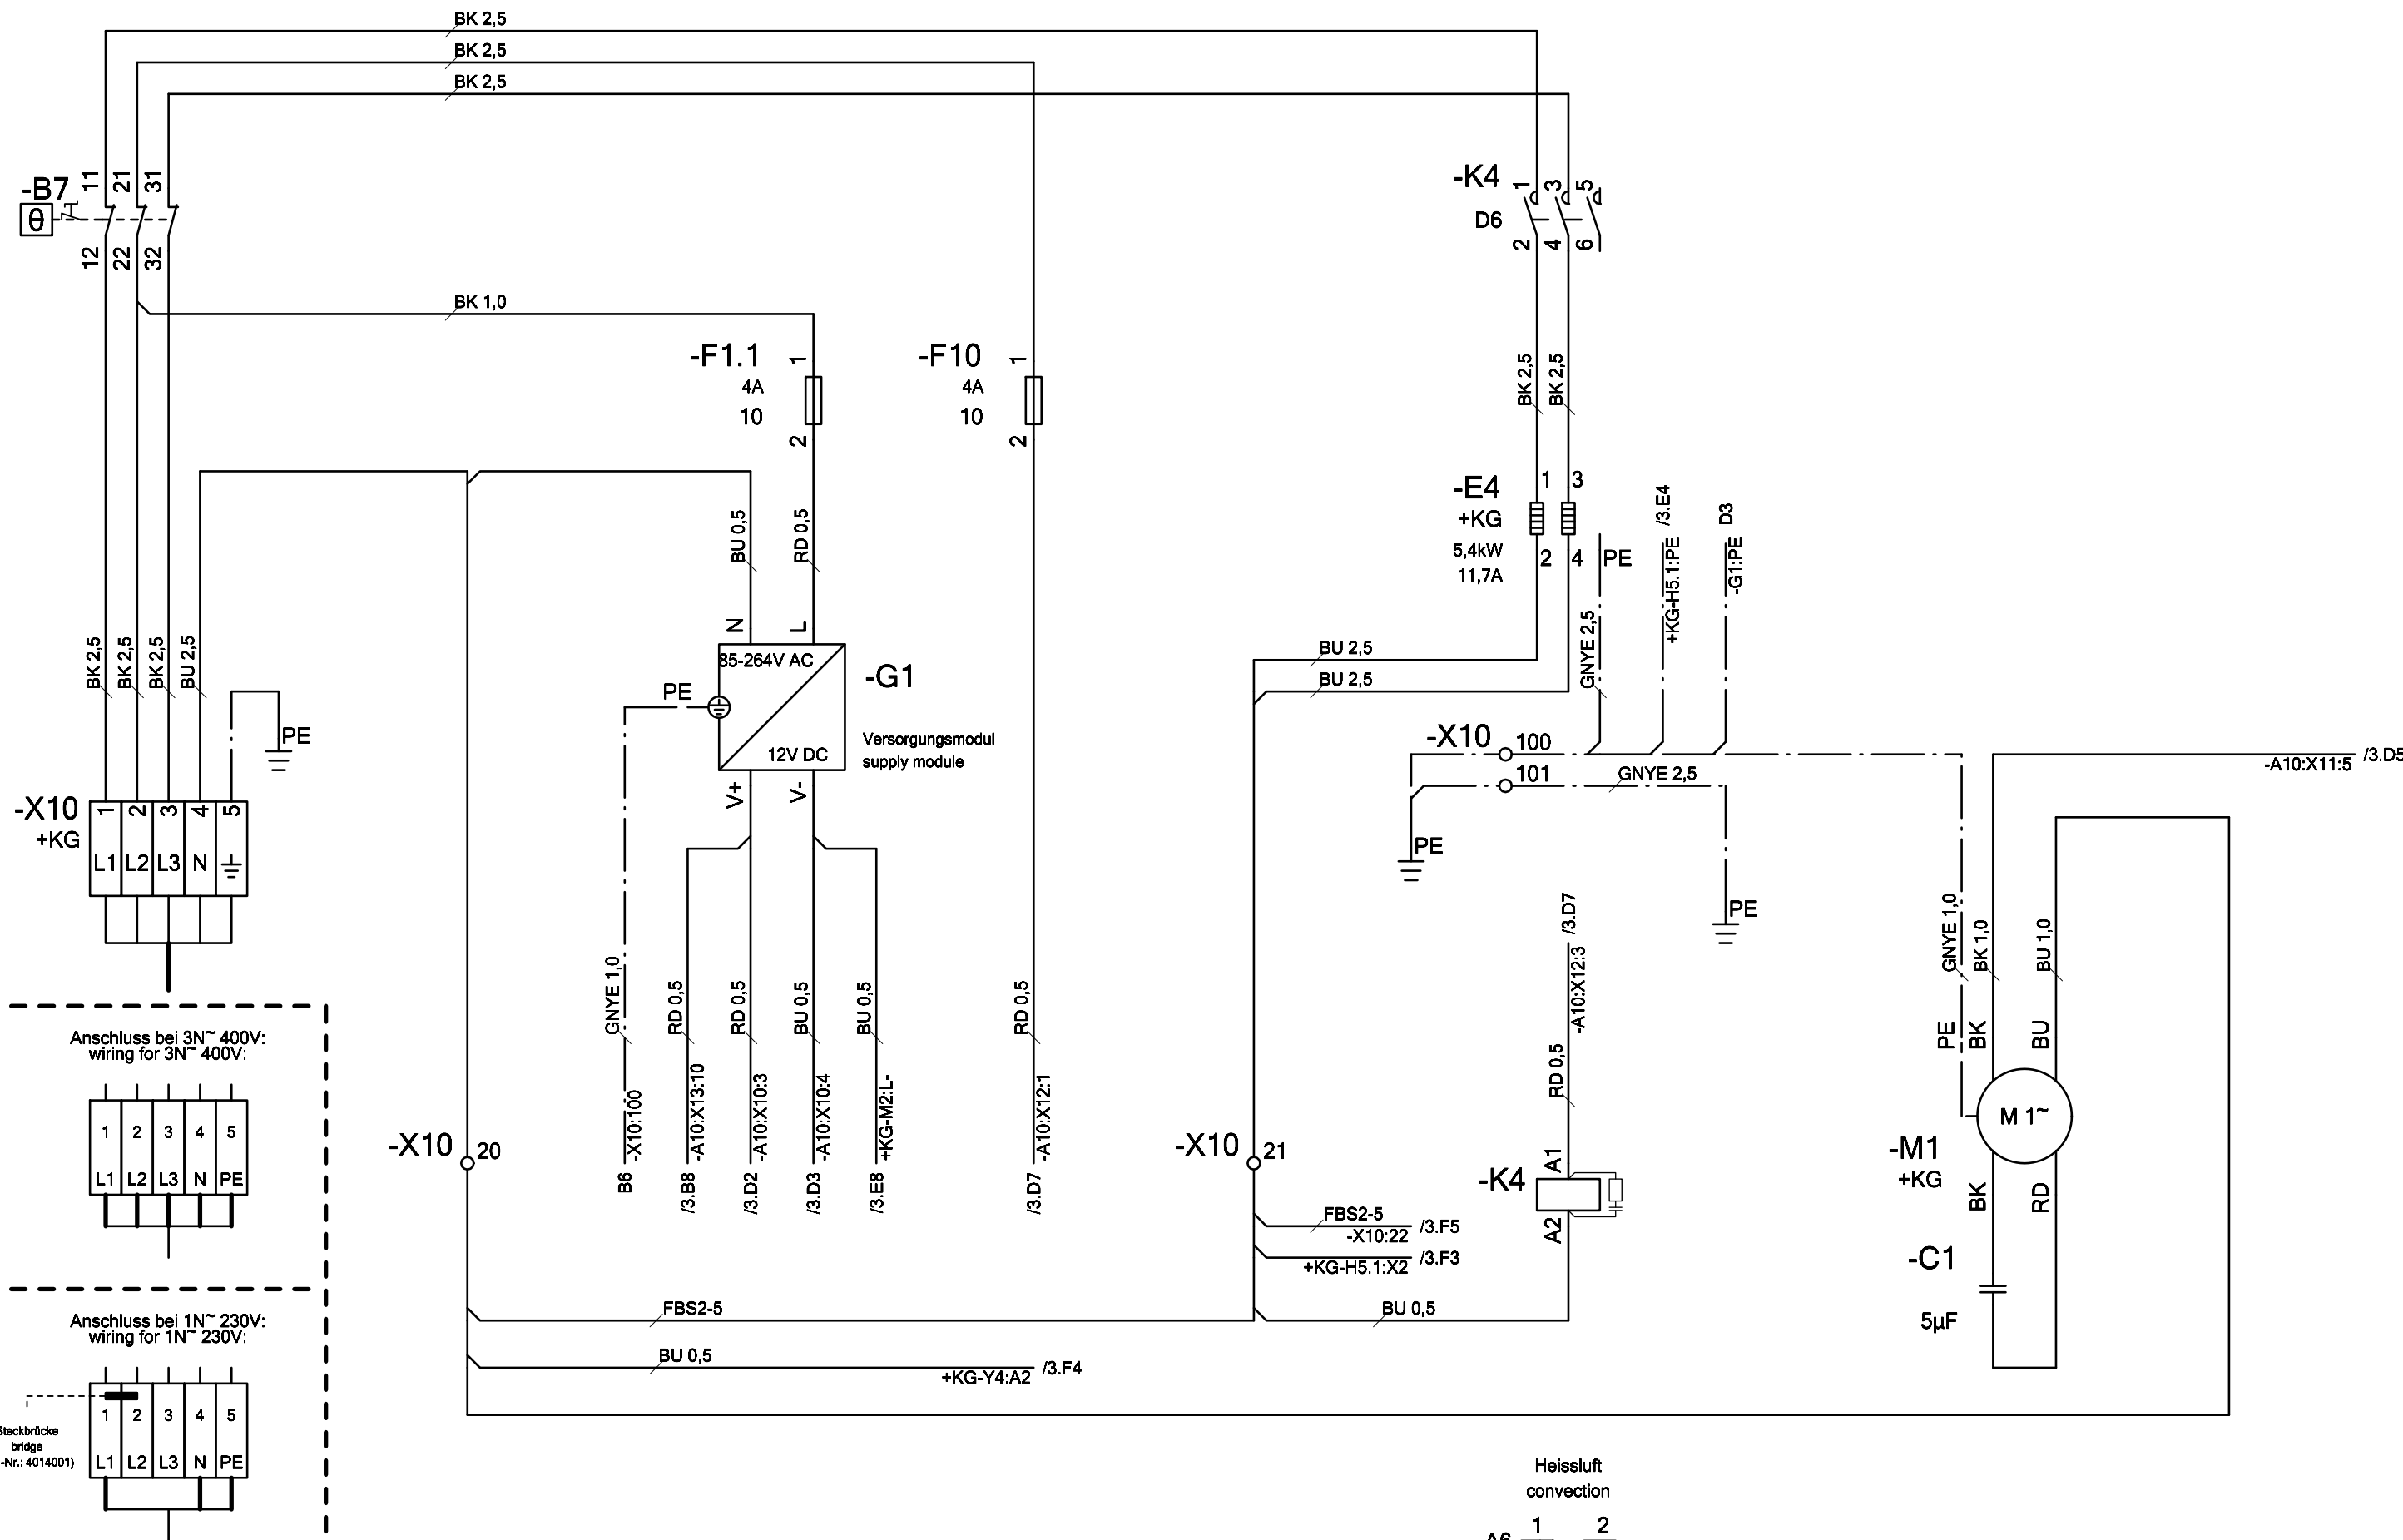 BK 2,5
BK 2,5
BK 2,5
-B7
11
21
31
θ
12
22
32
-K4
D6
1
3
5
2
4
6
BK 1,0
-F1.1
4A
10
1
2
-F10
4A
10
1
2
BK 2,5
BK 2,5
-E4
+KG
5,4kW
11,7A
1
3
2
4
PE
GNYE 2,5
/3.E4
+KG-H5.1:PE
D3
-G1:PE
BU 0,5
RD 0,5
N
L
85-264V AC
12V DC
-G1
Versorgungsmodul
supply module
PE
V+
V-
BK 2,5
BK 2,5
BK 2,5
BU 2,5
PE
-X10
+KG
1
2
3
4
5
L1
L2
L3
N
BU 2,5
BU 2,5
-X10
100
101
GNYE 2,5
PE
PE
-A10:X11:5
/3.D5
GNYE 1,0
RD 0,5
RD 0,5
BU 0,5
BU 0,5
RD 0,5
-X10:100
-A10:X13:10
-A10:X10:3
-A10:X10:4
+KG-M2:L-
-A10:X12:1
B6
/3.B8
/3.D2
/3.D3
/3.E8
/3.D7
/3.D7
-A10:X12:3
RD 0,5
A1
-K4
A2
GNYE 1,0
BK 1,0
BU 1,0
PE
BK
BU
M 1~
-M1
+KG
BK
RD
-C1
5µF
-X10
20
-X10
21
FBS2-5
-X10:22
/3.F5
+KG-H5.1:X2
/3.F3
FBS2-5
BU 0,5
BU 0,5
+KG-Y4:A2
/3.F4
Anschluss bei 3N~ 400V:
wiring for 3N~ 400V:
1
2
3
4
5
L1
L2
L3
N
PE
Anschluss bei 1N~ 230V:
wiring for 1N~ 230V:
1
2
3
4
5
L1
L2
L3
N
PE
Steckbrücke
bridge
-Nr.: 4014001)
Heissluft
convection
1
2